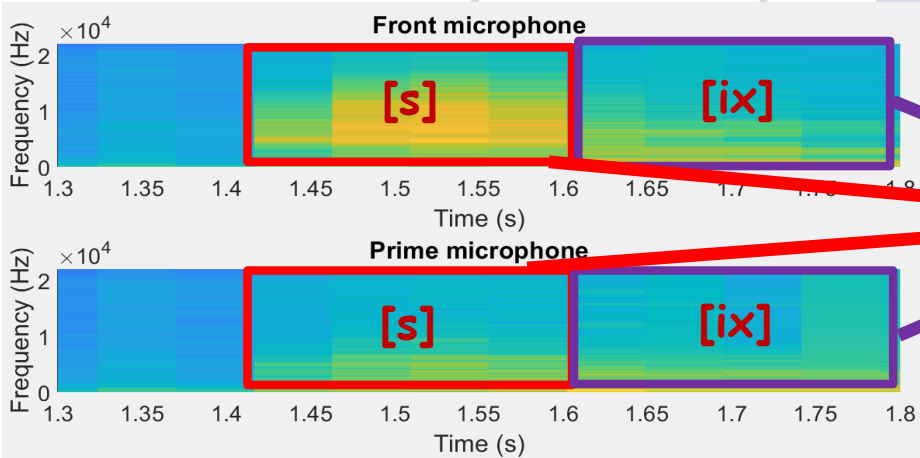 Front microphone
×10⁴
Frequency (Hz)
2
1
0
[s]
[ix]
1.3 1.35 1.4 1.45 1.5 1.55 1.6 1.65 1.7 1.75 1.8
Time (s)
Prime microphone
×10⁴
Frequency (Hz)
2
1
0
[s]
[ix]
1.3 1.35 1.4 1.45 1.5 1.55 1.6 1.65 1.7 1.75 1.8
Time (s)